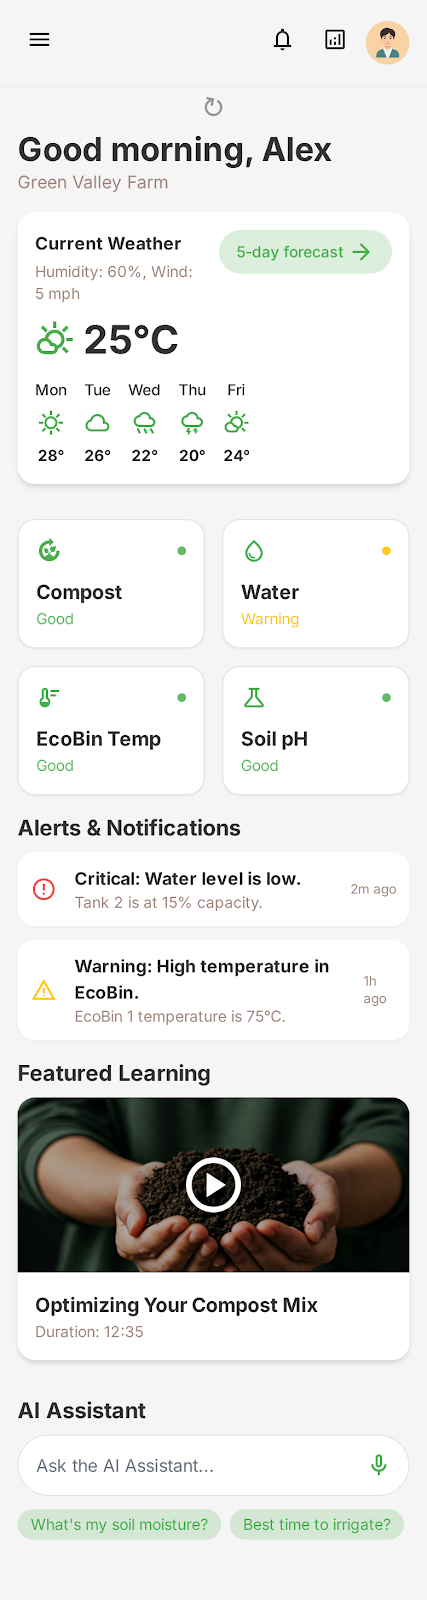 Good morning, Alex
Green Valley Farm
Current Weather
Humidity: 60%, Wind:
5 mph
5-day forecast
25°C
Mon Tue Wed Thu Fri
28° 26° 22° 20° 24°
Compost
Good
Water
Warning
EcoBin Temp
Good
Soil pH
Good
Alerts & Notifications
Critical: Water level is low.
Tank 2 is at 15% capacity.
2m ago
Warning: High temperature in
EcoBin.
EcoBin 1 temperature is 75°C.
1h
ago
Featured Learning
Optimizing Your Compost Mix
Duration: 12:35
AI Assistant
Ask the AI Assistant...
What's my soil moisture?
Best time to irrigate?